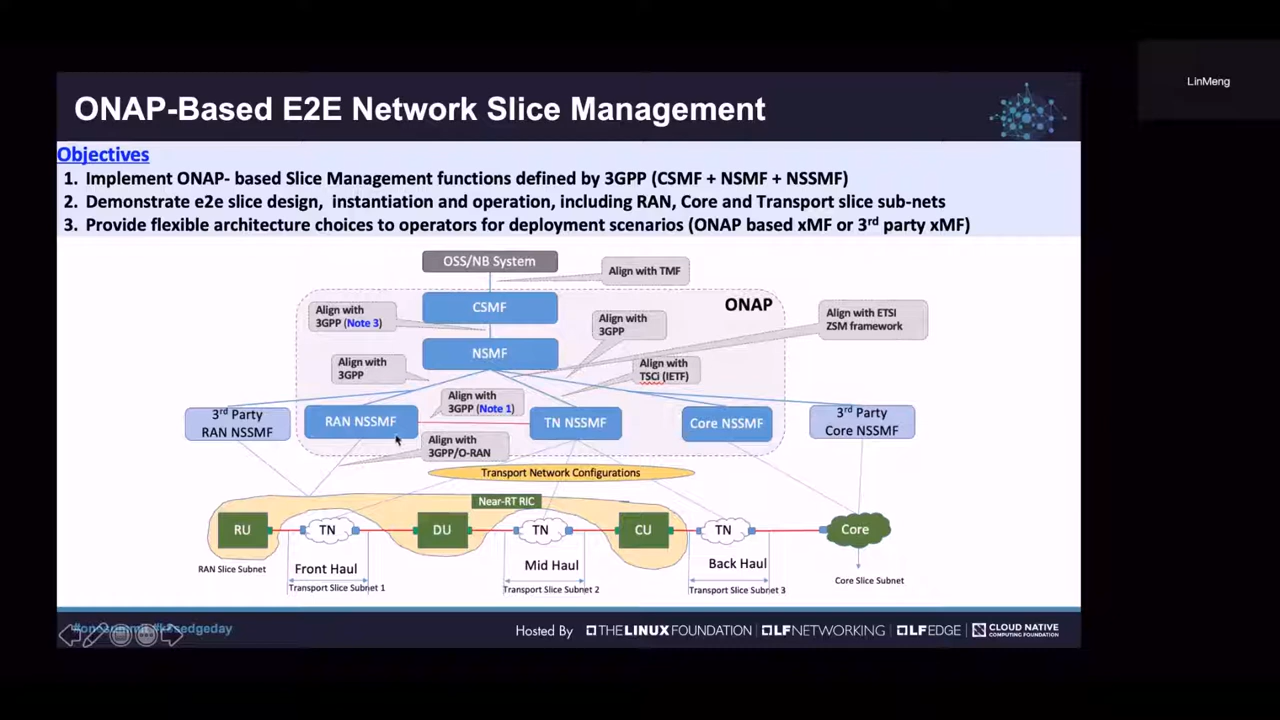 LinMeng
ONAP-Based E2E Network Slice Management
Objectives
1. Implement ONAP- based Slice Management functions defined by 3GPP (CSMF + NSMF + NSSMF)
2. Demonstrate e2e slice design, instantiation and operation, including RAN, Core and Transport slice sub-nets
3. Provide flexible architecture choices to operators for deployment scenarios (ONAP based xMF or 3rd party xMF)
OSS/NB System
Align with TMF
ONAP
CSMF
Align with
3GPP (Note 3)
Align with
3GPP
Align with ETSI
ZSM framework
NSMF
Align with
3GPP
Align with
TSCi (IETF)
Align with
3GPP (Note 1)
3rd Party
RAN NSSMF
RAN NSSMF
TN NSSMF
Core NSSMF
3rd Party
Core NSSMF
Align with
3GPP/O-RAN
Transport Network Configurations
Near-RT RIC
RU
TN
DU
TN
CU
TN
Core
RAN Slice Subnet
Front Haul
Mid Haul
Back Haul
Core Slice Subnet
Transport Slice Subnet 1
Transport Slice Subnet 2
Transport Slice Subnet 3
Hosted By
THE LINUX FOUNDATION
LF NETWORKING
LF EDGE
CLOUD NATIVE
COMPUTING FOUNDATION